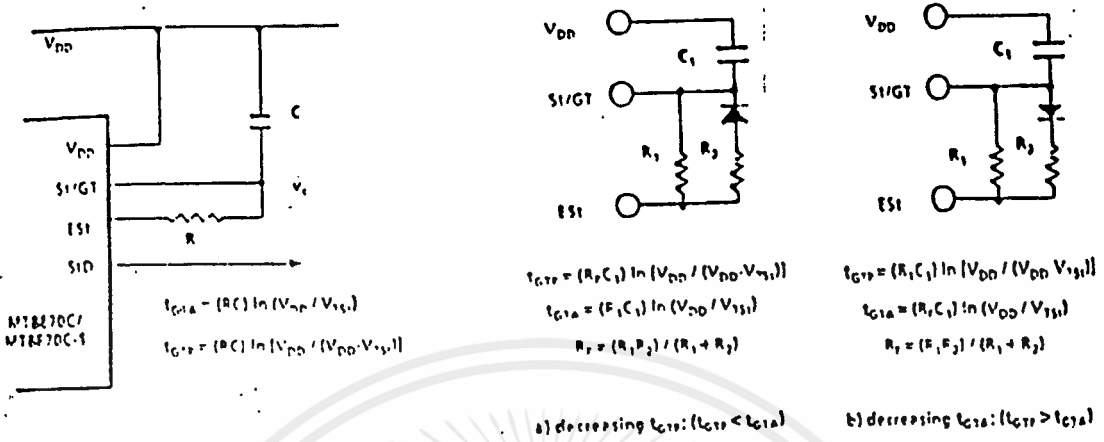 VDD
C
VDD
St/GT
Vc
ESt
R
StD
MT8870C/
MT8870C-1
tGTA = (RC) ln (VDD / VTSt)
tGTP = (RC) ln [VDD / (VDD-VTSt)]
VDD
C1
St/GT
R1 R2
ESt
tGTP = (RPC1) ln [VDD / (VDD-VTSt)]
tGTA = (R1C1) ln (VDD / VTSt)
RP = (R1R2) / (R1 + R2)
a) decreasing tGTP: (tGTP < tGTA)
VDD
C1
St/GT
R1 R2
ESt
tGTP = (R1C1) ln [VDD / (VDD-VTSt)]
tGTA = (RPC1) ln (VDD / VTSt)
RP = (R1R2) / (R1 + R2)
b) decreasing tGTA: (tGTP > tGTA)